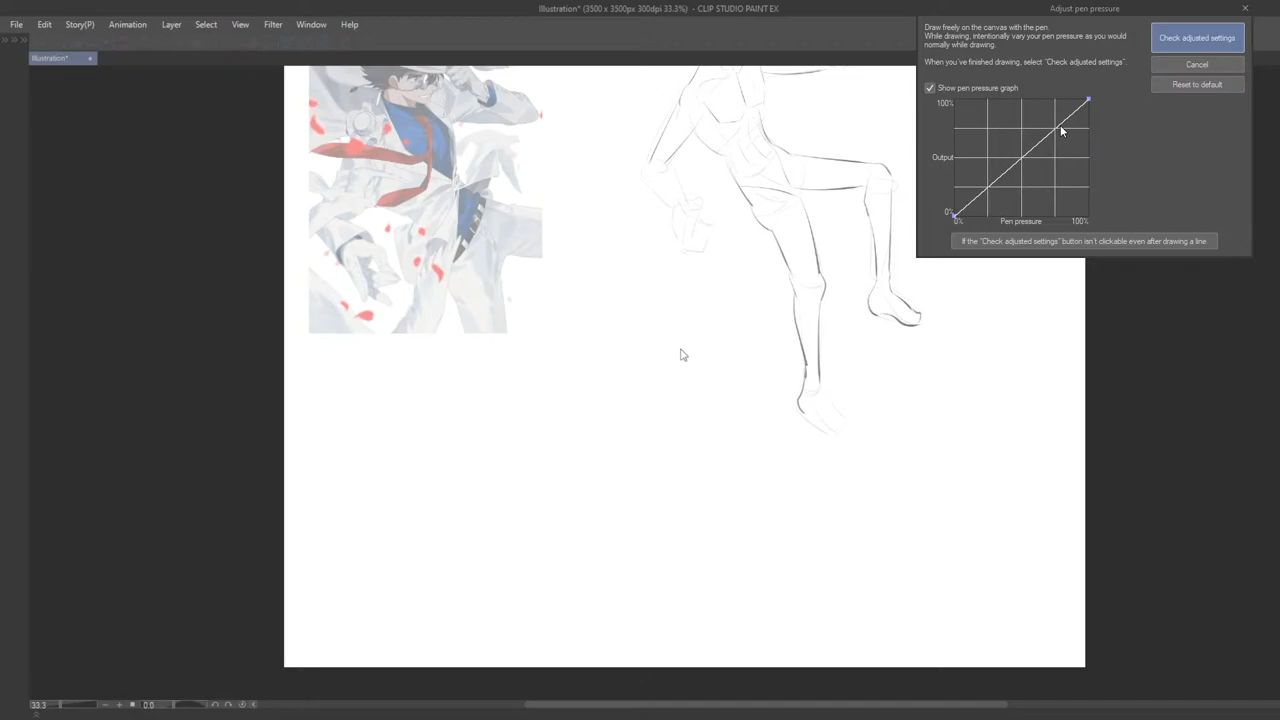 Illustration* (3500 x 3500px 300dpi 33.3%) - CLIP STUDIO PAINT EX
Adjust pen pressure
File Edit Story(P) Animation Layer Select View Filter Window Help
Illustration*
Draw freely on the canvas with the pen.
While drawing, intentionally vary your pen pressure as you would
normally while drawing.
When you've finished drawing, select "Check adjusted settings".
Check adjusted settings
Cancel
Reset to default
Show pen pressure graph
100%
Output
0%
0% Pen pressure 100%
If the "Check adjusted settings" button isn't clickable even after drawing a line
33.3 0.0